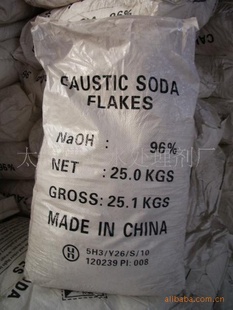 CAUSTIC SODA
FLAKES
NaOH : 96%
NET : 25.0 KGS
GROSS: 25.1 KGS
MADE IN CHINA
5H3/Y26/S/10
120239 PI: 008
.cn.alibaba.com